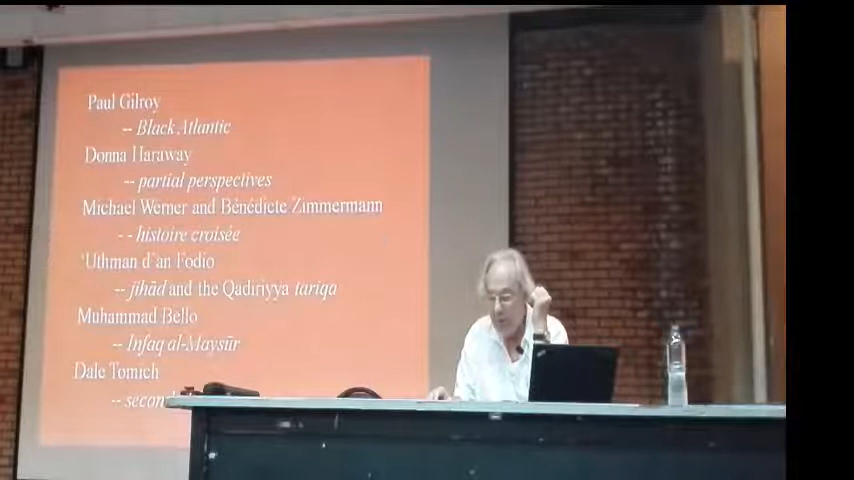 Paul Gilroy
-- Black Atlantic
Donna Haraway
-- partial perspectives
Michael Werner and Bénédicte Zimmermann
-- histoire croisée
'Uthman d'an Fodio
-- jihād and the Qadiriyya tariqa
Muhammad Bello
-- Infaq al-Maysūr
Dale Tomich
--